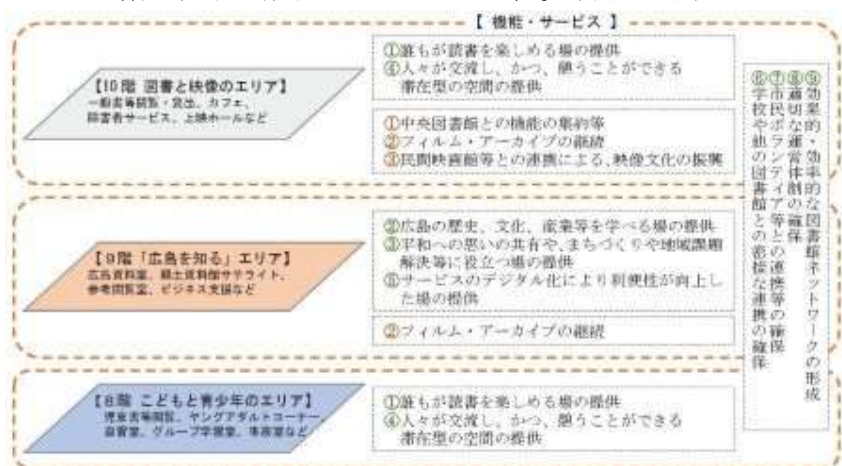 【 機能・サービス 】
【10階 図書と映像のエリア】
一般書等閲覧・貸出、カフェ、
障害者サービス、上映ホールなど
①誰もが読書を楽しめる場の提供
④人々が交流し、かつ、憩うことができる
滞在型の空間の提供
①中央図書館との機能の集約等
②フィルム・アーカイブの継続
③民間映画館等との連携による、映像文化の振興
【9階「広島を知る」エリア】
広島資料室、郷土資料館サテライト、
参考閲覧室、ビジネス支援など
②広島の歴史、文化、産業等を学べる場の提供
③平和への思いの共有や、まちづくりや地域課題
解決等に役立つ場の提供
⑤サービスのデジタル化により利便性が向上し
た場の提供
②フィルム・アーカイブの継続
【8階 こどもと青少年のエリア】
児童書等閲覧、ヤングアダルトコーナー、
自習室、グループ学習室、事務室など
①誰もが読書を楽しめる場の提供
④人々が交流し、かつ、憩うことができる
滞在型の空間の提供
⑨効果的・効率的な図書館ネットワークの形成
⑧適切な運営体制の確保
⑦市民ボランティア等との連携等の確保
⑥学校や他の図書館との密接な連携の確保